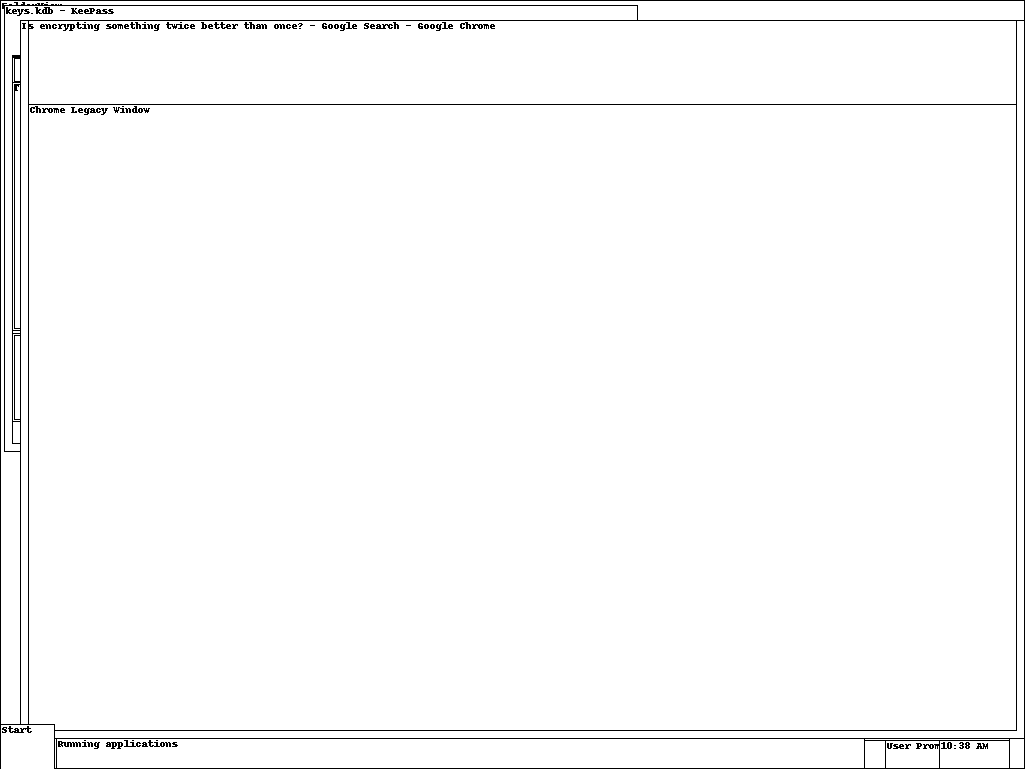 FolderView
keys.kdb - KeePass
Is encrypting something twice better than once? - Google Search - Google Chrome
Chrome Legacy Window
Start
Running applications
User Prom
10:38 AM